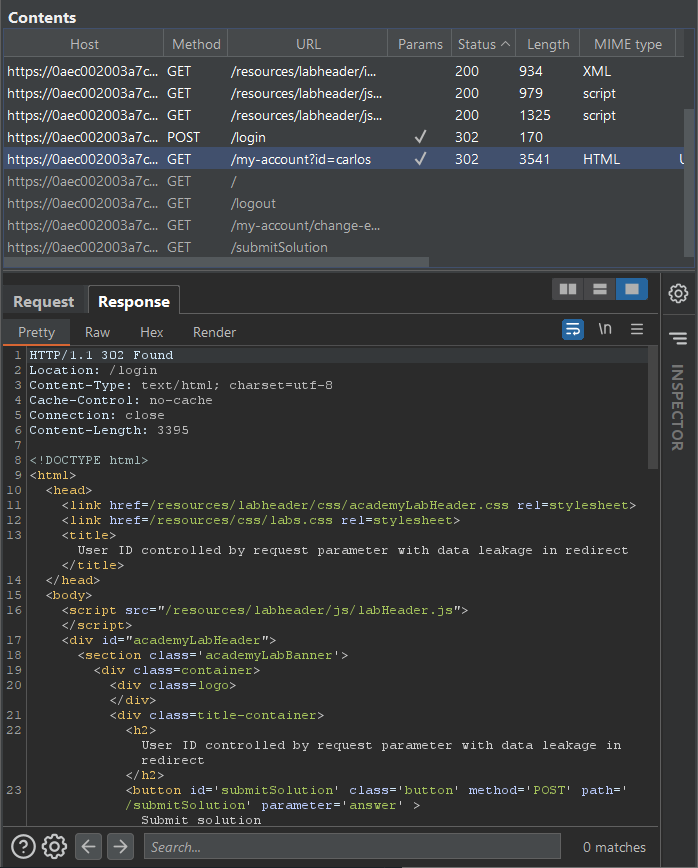 Contents
Host Method URL Params Status Length MIME type
https://0aec002003a7c... GET /resources/labheader/i... 200 934 XML
https://0aec002003a7c... GET /resources/labheader/js... 200 979 script
https://0aec002003a7c... GET /resources/labheader/js... 200 1325 script
https://0aec002003a7c... POST /login ✓ 302 170
https://0aec002003a7c... GET /my-account?id=carlos ✓ 302 3541 HTML U
https://0aec002003a7c... GET /
https://0aec002003a7c... GET /logout
https://0aec002003a7c... GET /my-account/change-e...
https://0aec002003a7c... GET /submitSolution
Request Response
Pretty Raw Hex Render \n
INSPECTOR
1 HTTP/1.1 302 Found
2 Location: /login
3 Content-Type: text/html; charset=utf-8
4 Cache-Control: no-cache
5 Connection: close
6 Content-Length: 3395
7
8 <!DOCTYPE html>
9 <html>
10 <head>
11 <link href=/resources/labheader/css/academyLabHeader.css rel=stylesheet>
12 <link href=/resources/css/labs.css rel=stylesheet>
13 <title>
User ID controlled by request parameter with data leakage in redirect
</title>
14 </head>
15 <body>
16 <script src="/resources/labheader/js/labHeader.js">
</script>
17 <div id="academyLabHeader">
18 <section class='academyLabBanner'>
19 <div class=container>
20 <div class=logo>
</div>
21 <div class=title-container>
22 <h2>
User ID controlled by request parameter with data leakage in
redirect
</h2>
23 <button id='submitSolution' class='button' method='POST' path='
/submitSolution' parameter='answer' >
Submit solution
Search... 0 matches